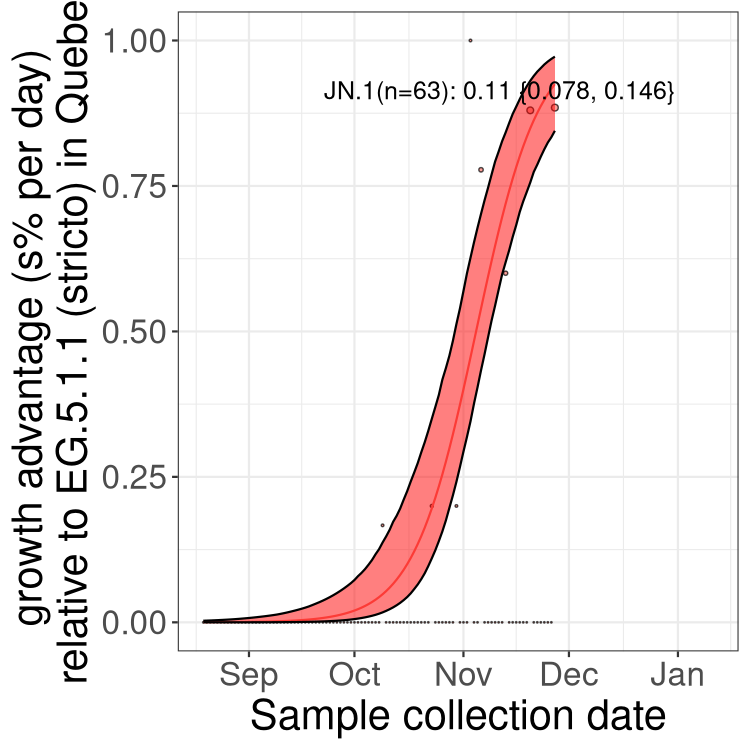 growth advantage (s% per day)
relative to EG.5.1.1 (stricto) in Quebe
1.00
0.75
0.50
0.25
0.00
JN.1(n=63): 0.11 {0.078, 0.146}
Sep Oct Nov Dec Jan
Sample collection date